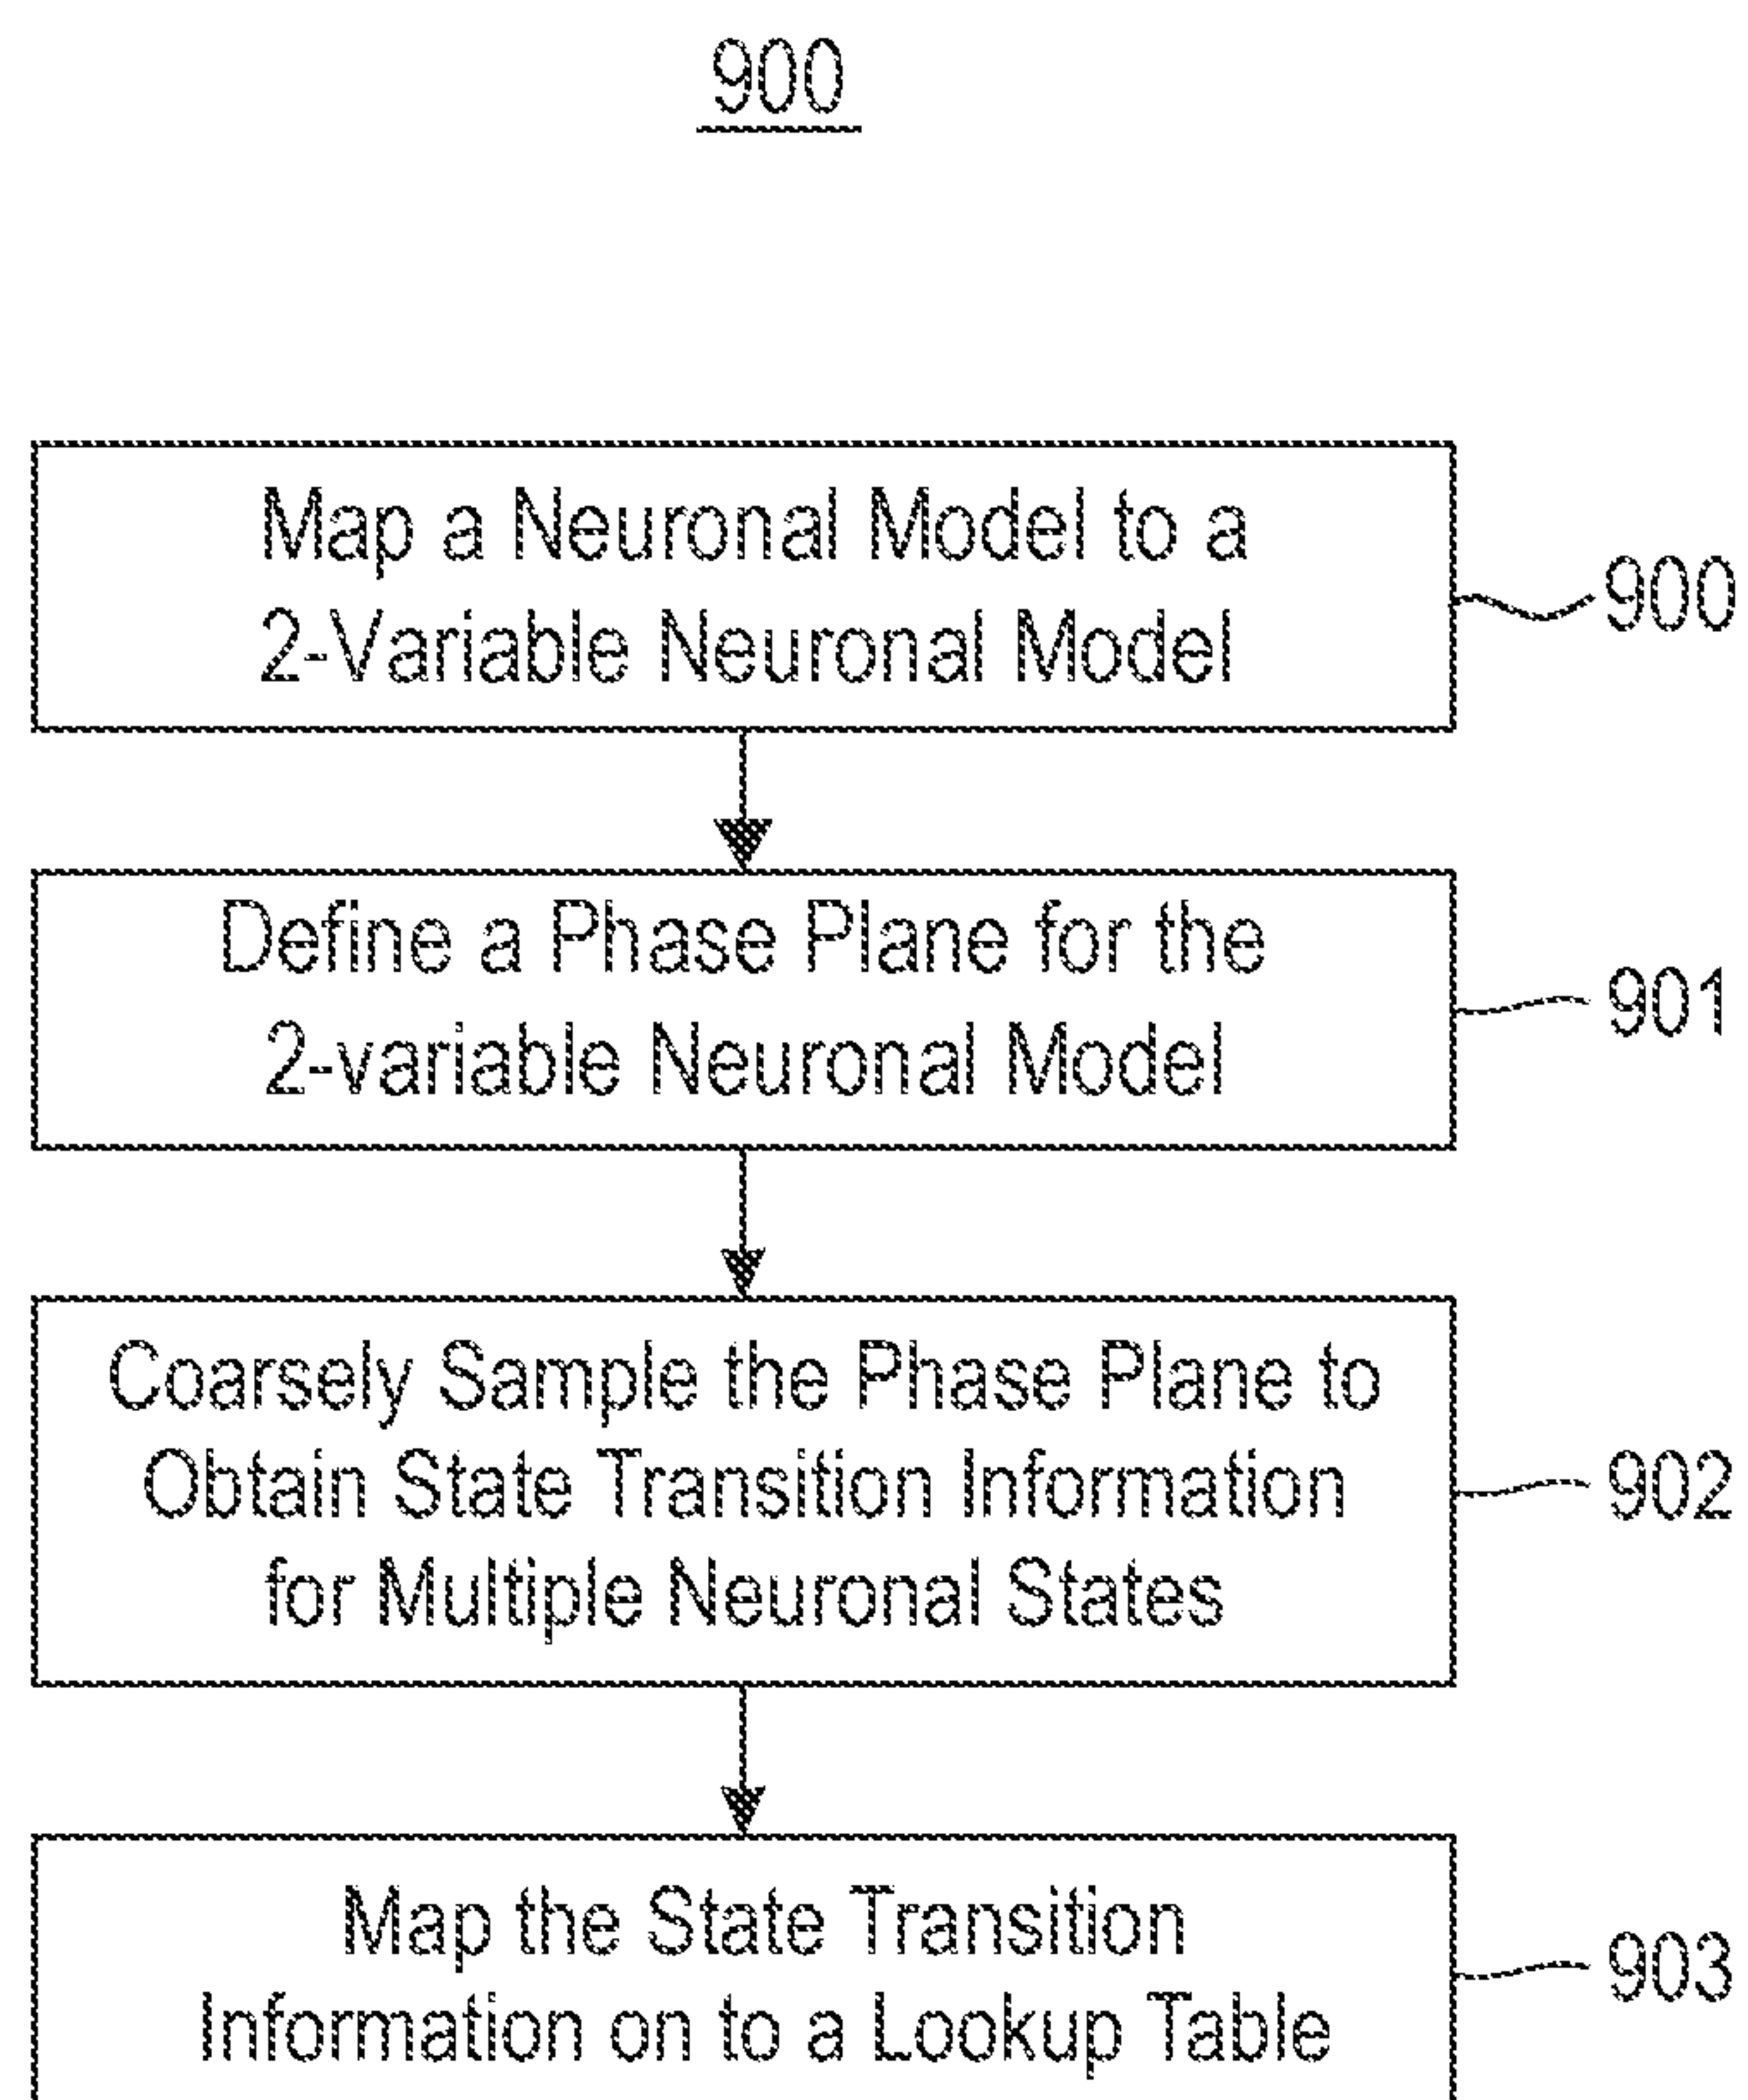 900
Map a Neuronal Model to a
2-Variable Neuronal Model
900
Define a Phase Plane for the
2-variable Neuronal Model
901
Coarsely Sample the Phase Plane to
Obtain State Transition Information
for Multiple Neuronal States
902
Map the State Transition
Information on to a Lookup Table
903